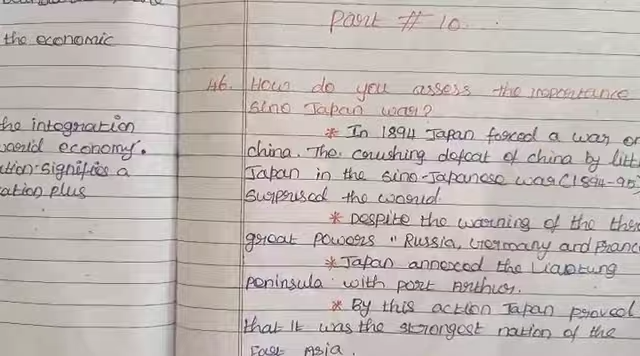 the economic
he integration
world economy.
ation signifies a
ation plus
Part # 10.
46. How do you assess the importance
Sino Japan war?
* In 1894 Japan forced a war on
china. The crushing defeat of china by litt
Japan in the Sino-Japanese war (1894-95)
surprised the world.
* Despite the warning of the thre
great powers "Russia, Germany and France
* Japan annexed the Liaotung
peninsula with port Arthur.
* By this action Japan proved
that it was the strongest nation of the
East Asia.